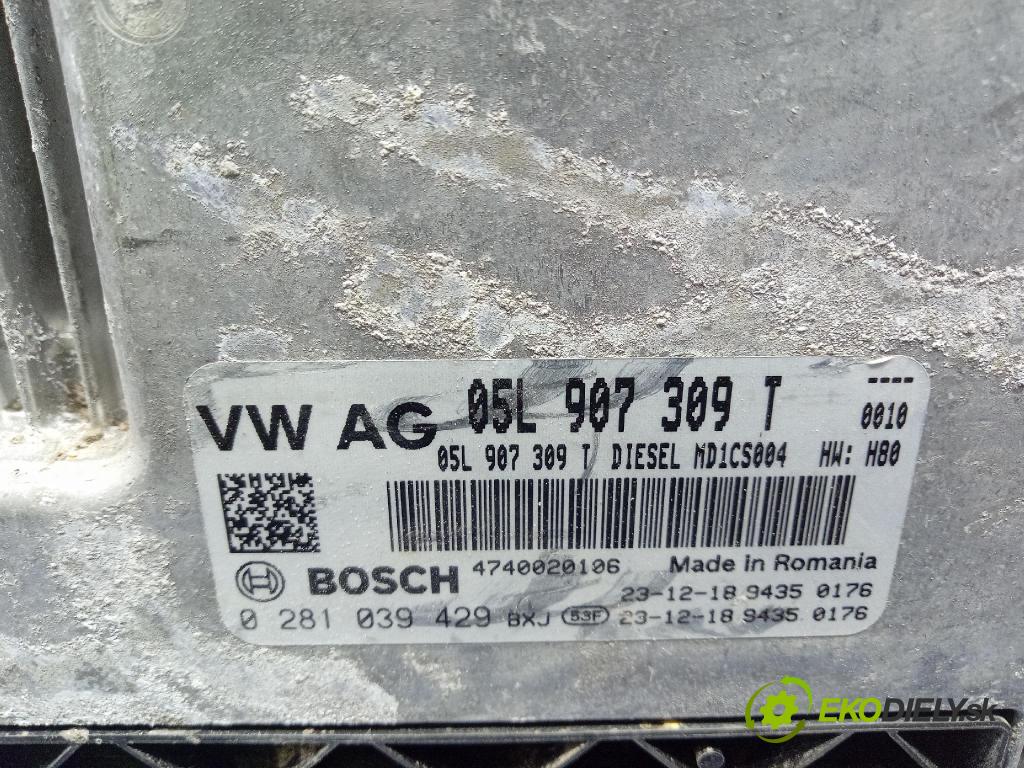 VW AG 05L 907 309 T ----
0010
05L 907 309 T DIESEL MD1CS004 HW: H80
BOSCH 4740020106 Made in Romania
23-12-18 9435 0176
0 281 039 429 BXJ 53F 23-12-18 9435 0176
EKODIELY.sk